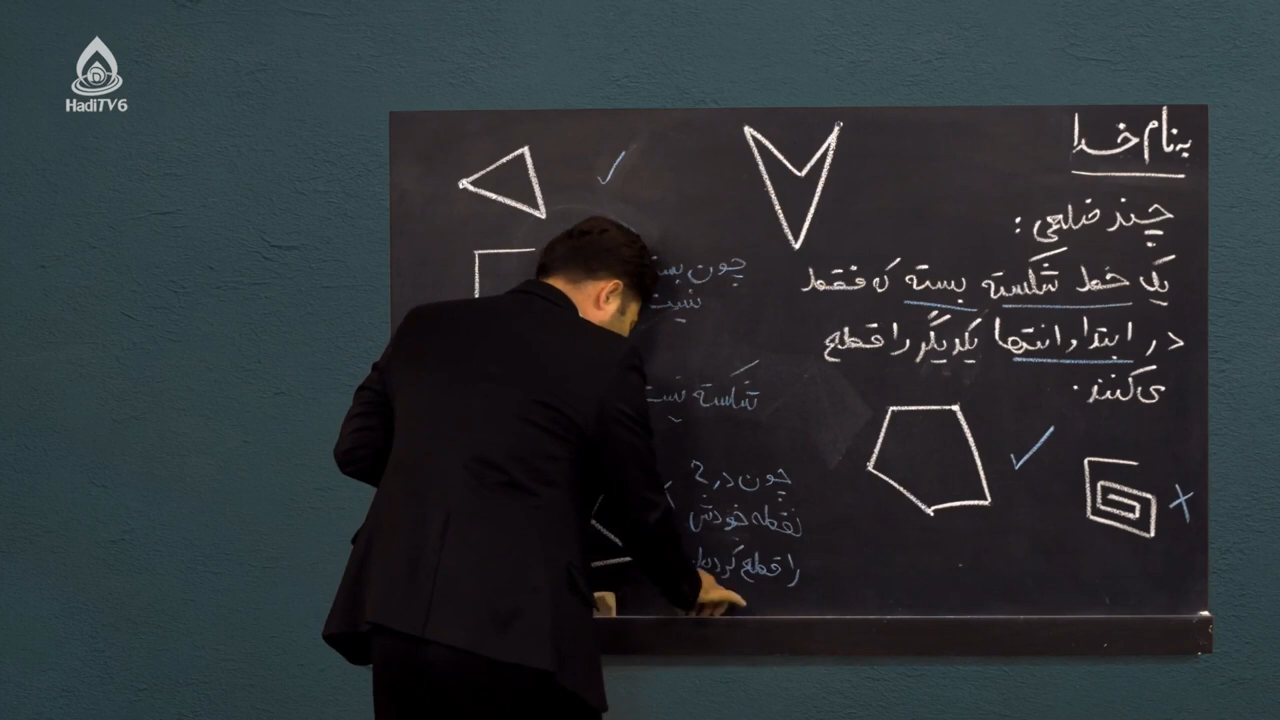 HadiTV6
به نام خدا
چند ضلعی :
یک خط شکسته بسته که فقط
در ابتدا و انتها یکدیگر را قطع
می‌کنند.
چون بسته
نیست
شکسته نیست
چون در ۲
نقطه خودش
را قطع کرده